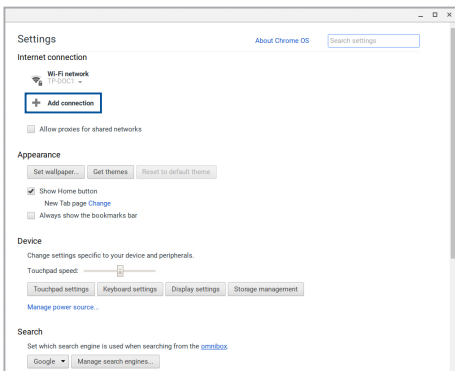 Settings
About Chrome OS
Search settings
Internet connection
Wi-Fi network
TP-DOC1
Add connection
Allow proxies for shared networks
Appearance
Set wallpaper... Get themes Reset to default theme
Show Home button
New Tab page Change
Always show the bookmarks bar
Device
Change settings specific to your device and peripherals.
Touchpad speed:
Touchpad settings Keyboard settings Display settings Storage management
Manage power source...
Search
Set which search engine is used when searching from the omnibox.
Google Manage search engines...